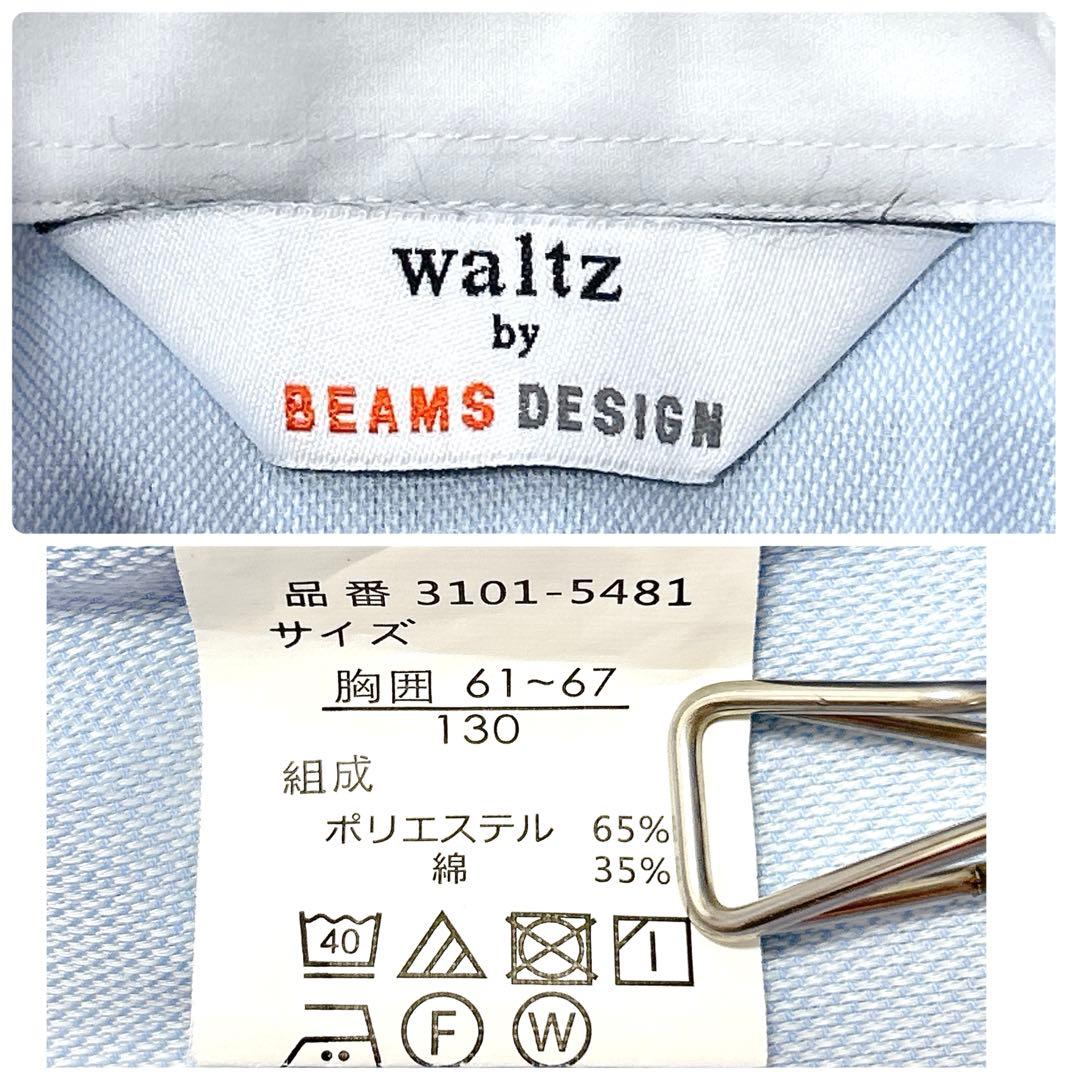 waltz
by
BEAMS DESIGN
品番 3101-5481
サイズ
胸囲 61~67
130
組成
ポリエステル 65%
綿 35%
40
F W